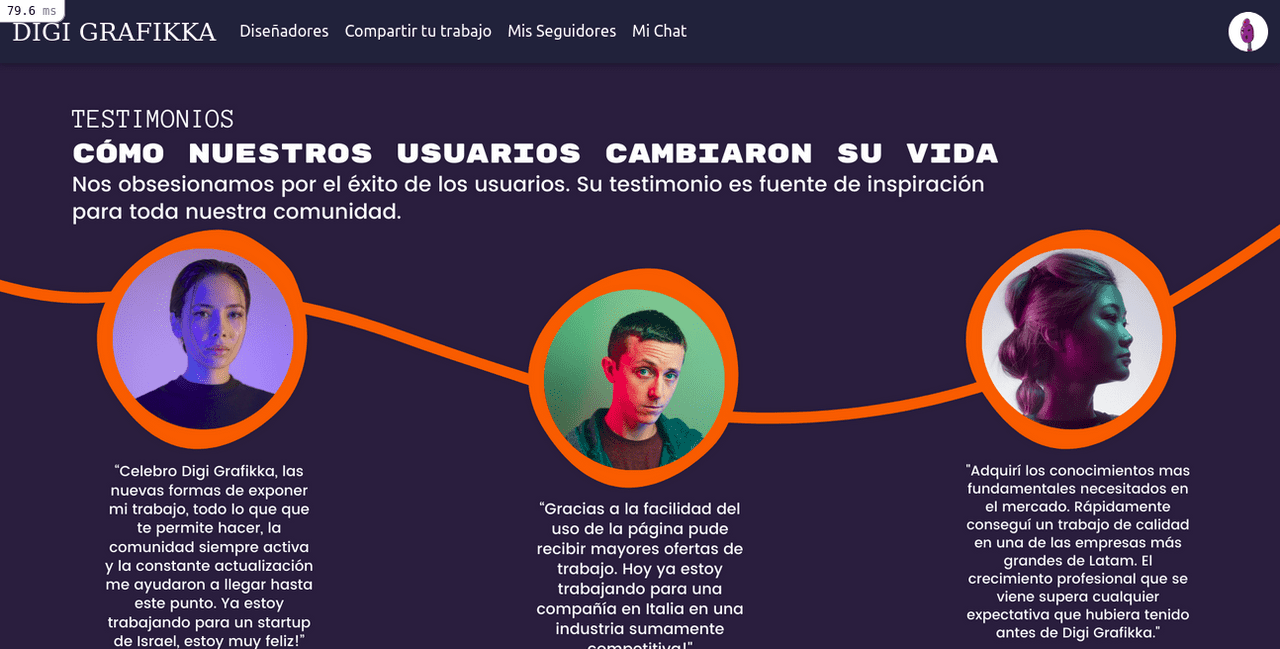 79.6 ms
DIGI GRAFIKKA Diseñadores Compartir tu trabajo Mis Seguidores Mi Chat
TESTIMONIOS
CÓMO NUESTROS USUARIOS CAMBIARON SU VIDA
Nos obsesionamos por el éxito de los usuarios. Su testimonio es fuente de inspiración
para toda nuestra comunidad.
“Celebro Digi Grafikka, las
nuevas formas de exponer
mi trabajo, todo lo que que
te permite hacer, la
comunidad siempre activa
y la constante actualización
me ayudaron a llegar hasta
este punto. Ya estoy
trabajando para un startup
de Israel, estoy muy feliz!”
“Gracias a la facilidad del
uso de la página pude
recibir mayores ofertas de
trabajo. Hoy ya estoy
trabajando para una
compañía en Italia en una
industria sumamente
competitiva!”
"Adquirí los conocimientos mas
fundamentales necesitados en
el mercado. Rápidamente
conseguí un trabajo de calidad
en una de las empresas más
grandes de Latam. El
crecimiento profesional que se
viene supera cualquier
expectativa que hubiera tenido
antes de Digi Grafikka."